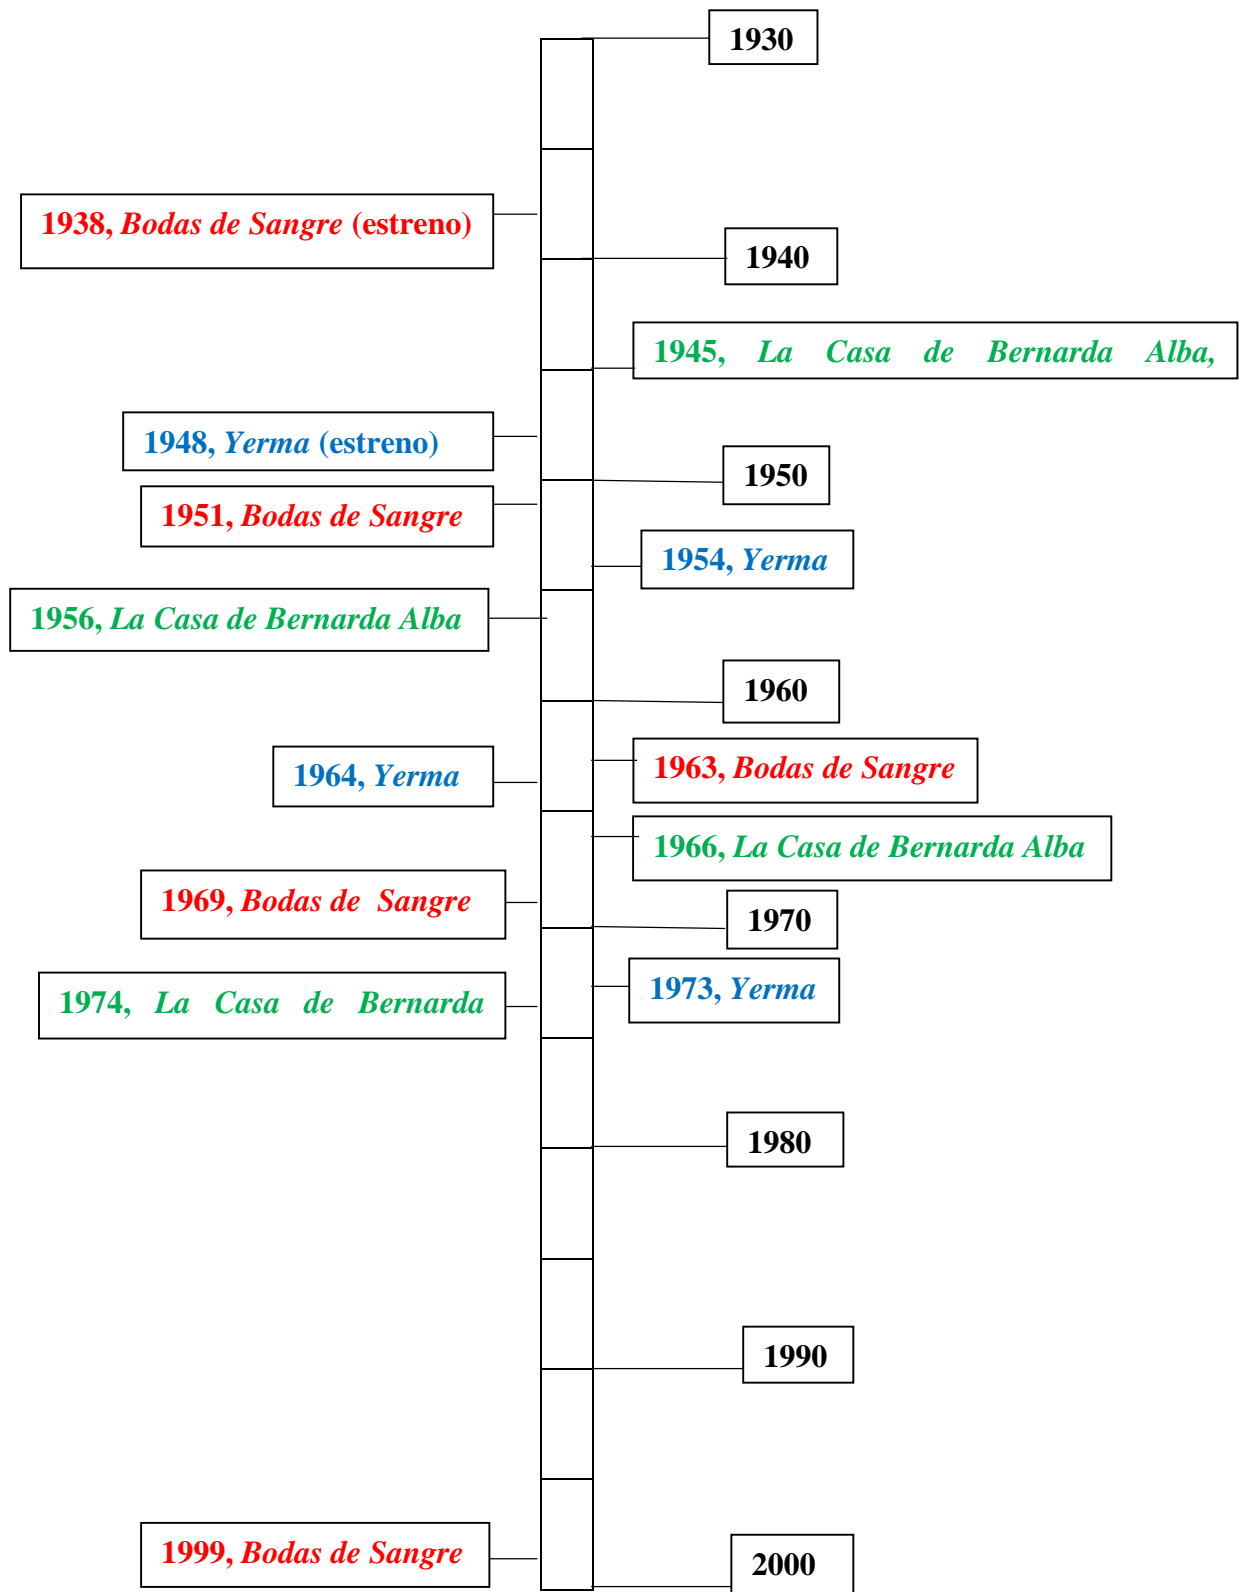 1930
1938, Bodas de Sangre (estreno)
1940
1945, La Casa de Bernarda Alba,
1948, Yerma (estreno)
1950
1951, Bodas de Sangre
1954, Yerma
1956, La Casa de Bernarda Alba
1960
1963, Bodas de Sangre
1964, Yerma
1966, La Casa de Bernarda Alba
1969, Bodas de Sangre
1970
1973, Yerma
1974, La Casa de Bernarda
1980
1990
1999, Bodas de Sangre
2000